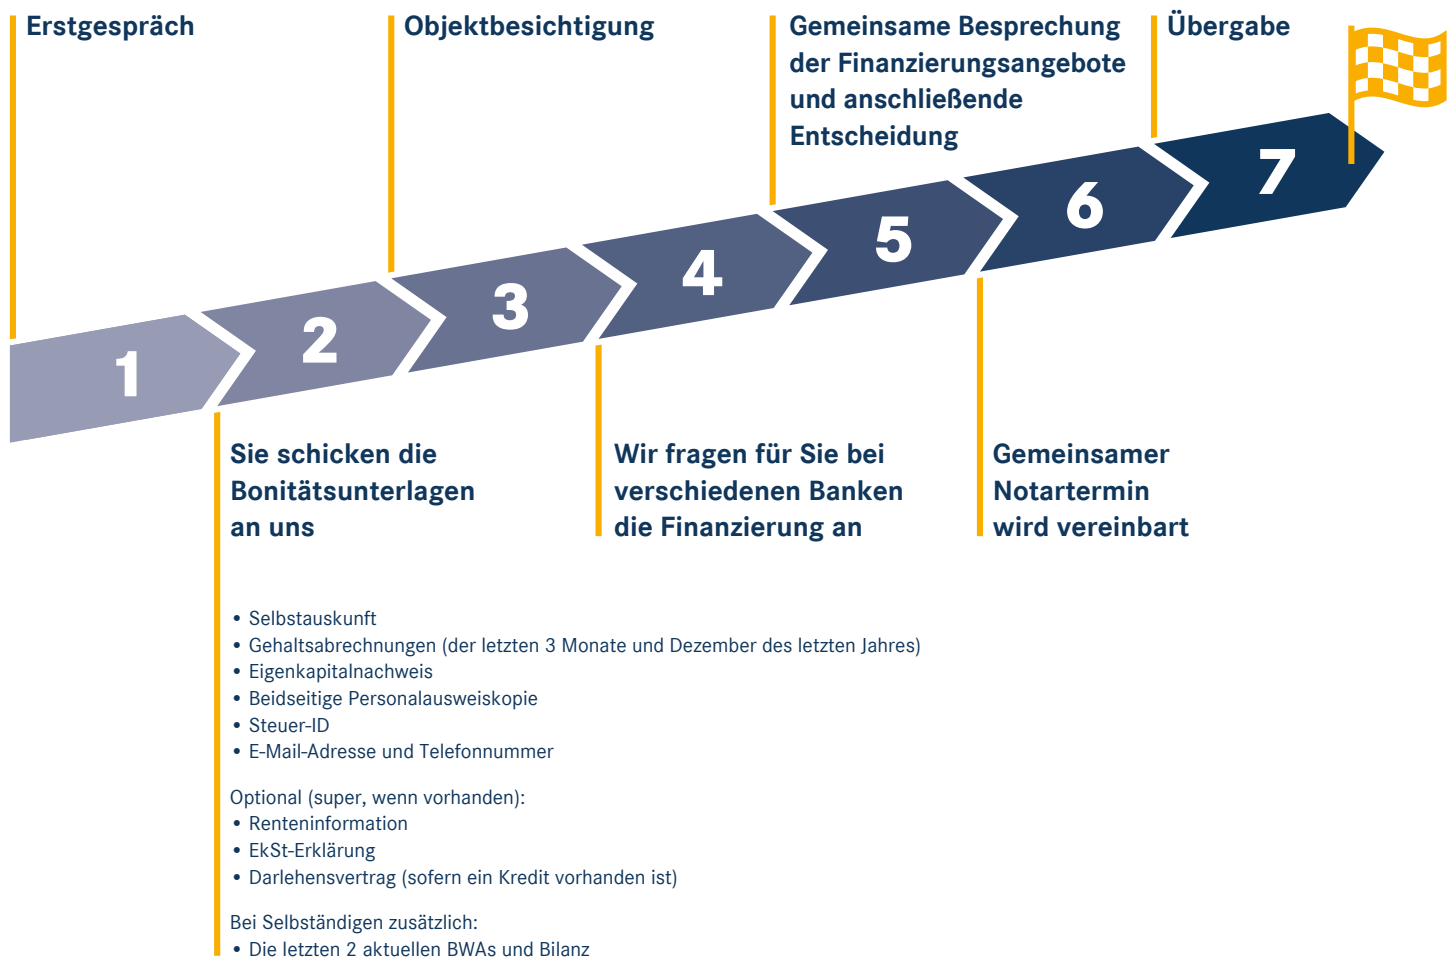 Erstgespräch
Objektbesichtigung
Gemeinsame Besprechung
der Finanzierungsangebote
und anschließende
Entscheidung
Übergabe
1
2
3
4
5
6
7
Sie schicken die
Bonitätsunterlagen
an uns
Wir fragen für Sie bei
verschiedenen Banken
die Finanzierung an
Gemeinsamer
Notartermin
wird vereinbart
• Selbstauskunft
• Gehaltsabrechnungen (der letzten 3 Monate und Dezember des letzten Jahres)
• Eigenkapitalnachweis
• Beidseitige Personalausweiskopie
• Steuer-ID
• E-Mail-Adresse und Telefonnummer
Optional (super, wenn vorhanden):
• Renteninformation
• EkSt-Erklärung
• Darlehensvertrag (sofern ein Kredit vorhanden ist)
Bei Selbständigen zusätzlich:
• Die letzten 2 aktuellen BWAs und Bilanz